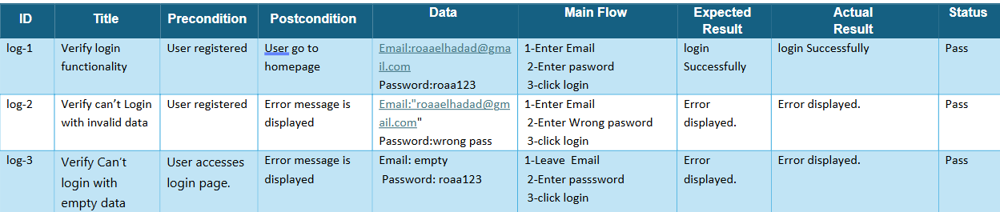 ID
Title
Precondition
Postcondition
Data
Main Flow
Expected
Result
Actual
Result
Status
log-1
Verify login
functionality
User registered
User go to
homepage
Email:roaaelhadad@gma
il.com
Password:roaa123
1-Enter Email
2-Enter pasword
3-click login
login
Successfully
login Successfully
Pass
log-2
Verify can't Login
with invalid data
User registered
Error message is
displayed
Email:"roaaelhadad@gm
ail.com"
Password:wrong pass
1-Enter Email
2-Enter Wrong pasword
3-click login
Error
displayed.
Error displayed.
Pass
log-3
Verify Can't
login with
empty data
User accesses
login page.
Error message is
displayed
Email: empty
Password: roaa123
1-Leave  Email
2-Enter passsword
3-click login
Error
displayed.
Error displayed.
Pass